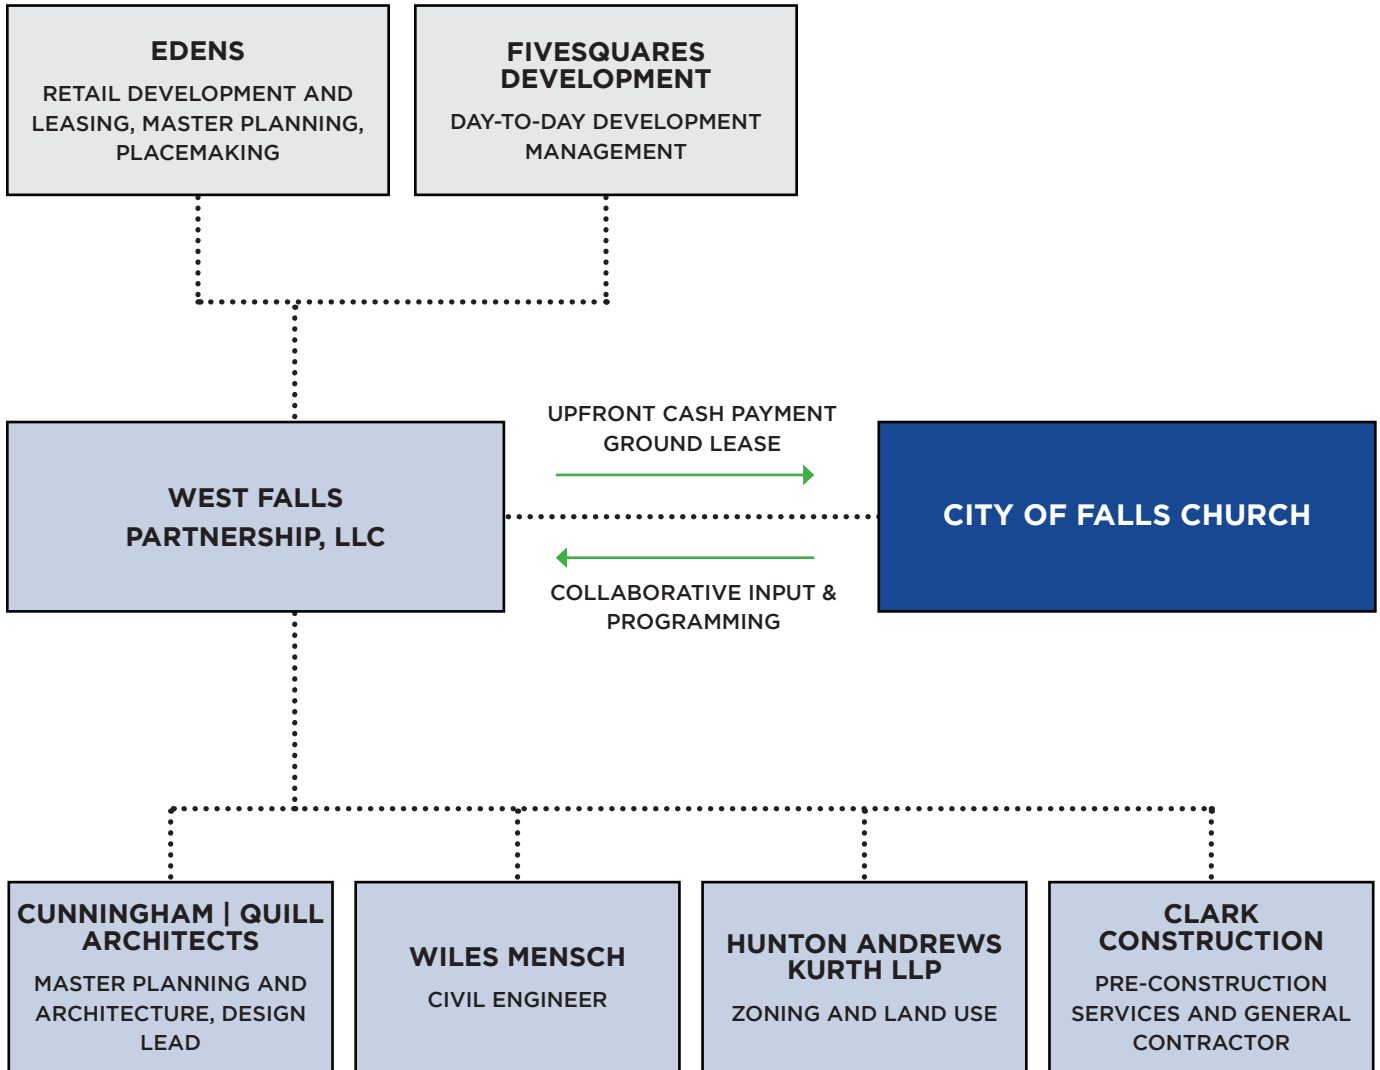 EDENS
RETAIL DEVELOPMENT AND
LEASING, MASTER PLANNING,
PLACEMAKING
FIVESQUARES
DEVELOPMENT
DAY-TO-DAY DEVELOPMENT
MANAGEMENT
WEST FALLS
PARTNERSHIP, LLC
UPFRONT CASH PAYMENT
GROUND LEASE
COLLABORATIVE INPUT &
PROGRAMMING
CITY OF FALLS CHURCH
CUNNINGHAM | QUILL
ARCHITECTS
MASTER PLANNING AND
ARCHITECTURE, DESIGN
LEAD
WILES MENSCH
CIVIL ENGINEER
HUNTON ANDREWS
KURTH LLP
ZONING AND LAND USE
CLARK
CONSTRUCTION
PRE-CONSTRUCTION
SERVICES AND GENERAL
CONTRACTOR